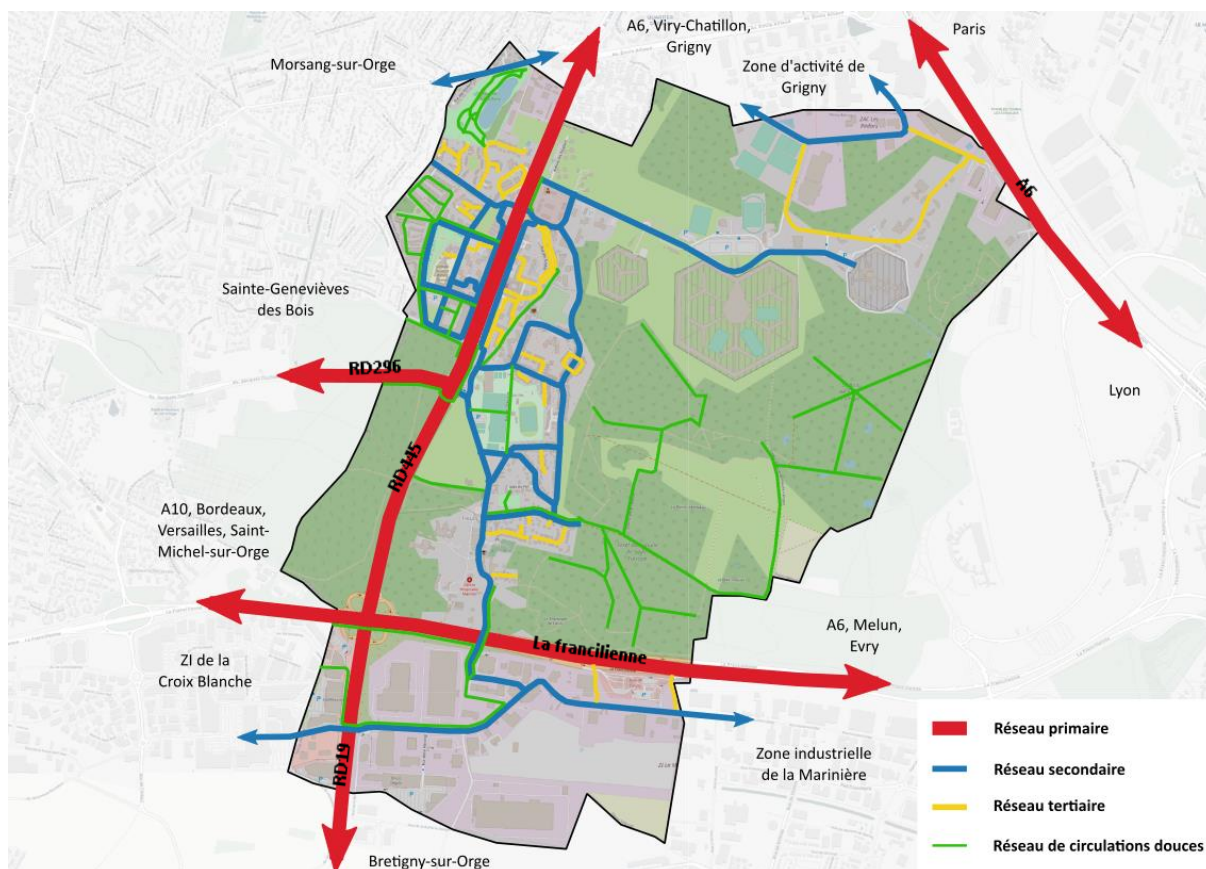 A6, Viry-Chatillon,
Grigny
Paris
Morsang-sur-Orge
Zone d'activité de
Grigny
A6
Sainte-Genevièves
des Bois
RD296
Lyon
RD445
A10, Bordeaux,
Versailles, Saint-
Michel-sur-Orge
La francilienne
A6, Melun,
Evry
ZI de la
Croix Blanche
RD19
Zone industrielle
de la Marinière
Bretigny-sur-Orge
Réseau primaire
Réseau secondaire
Réseau tertiaire
Réseau de circulations douces